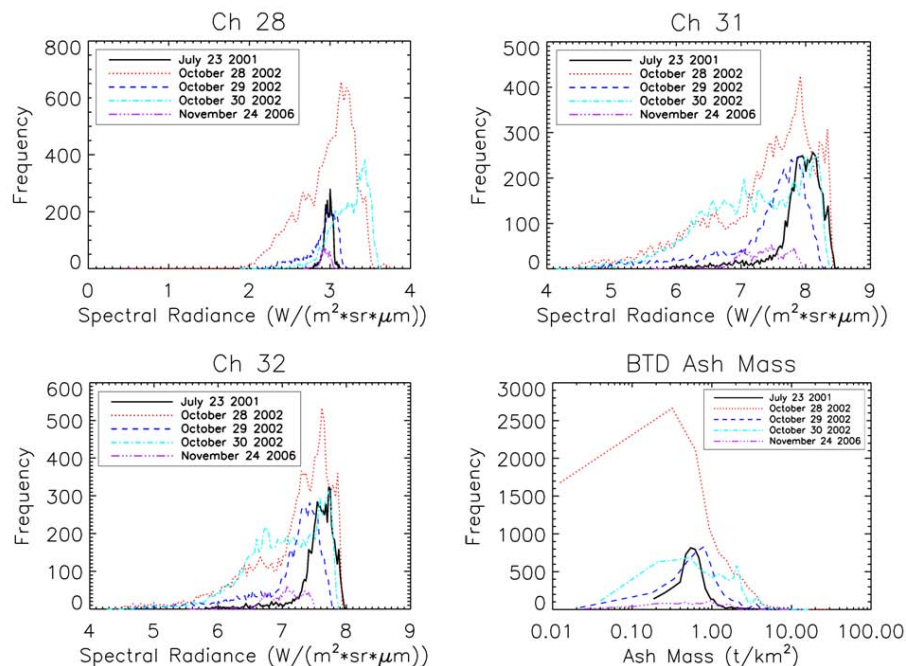 Ch 28
800
600
400
200
0
Frequency
July 23 2001
October 28 2002
October 29 2002
October 30 2002
November 24 2006
0 1 2 3 4
Spectral Radiance (W/(m²*sr*μm))
Ch 31
500
400
300
200
100
0
Frequency
July 23 2001
October 28 2002
October 29 2002
October 30 2002
November 24 2006
4 5 6 7 8 9
Spectral Radiance (W/(m²*sr*μm))
Ch 32
600
500
400
300
200
100
0
Frequency
July 23 2001
October 28 2002
October 29 2002
October 30 2002
November 24 2006
4 5 6 7 8 9
Spectral Radiance (W/(m²*sr*μm))
BTD Ash Mass
3000
2500
2000
1500
1000
500
0
Frequency
July 23 2001
October 28 2002
October 29 2002
October 30 2002
November 24 2006
0.01 0.10 1.00 10.00 100.00
Ash Mass (t/km²)